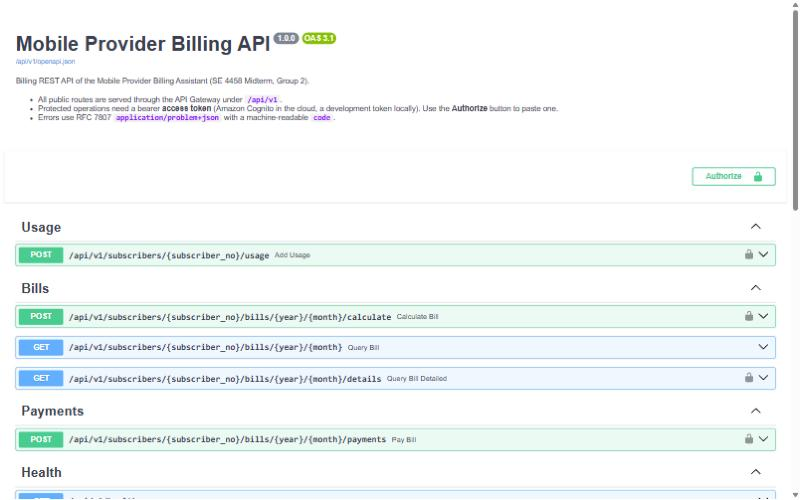 Mobile Provider Billing API 1.0.0 OAS 3.1
/api/v1/openapi.json
Billing REST API of the Mobile Provider Billing Assistant (SE 4458 Midterm, Group 2).
• All public routes are served through the API Gateway under /api/v1.
• Protected operations need a bearer access token (Amazon Cognito in the cloud, a development token locally). Use the Authorize button to paste one.
• Errors use RFC 7807 application/problem+json with a machine-readable code.
Authorize
Usage
POST /api/v1/subscribers/{subscriber_no}/usage Add Usage
Bills
POST /api/v1/subscribers/{subscriber_no}/bills/{year}/{month}/calculate Calculate Bill
GET /api/v1/subscribers/{subscriber_no}/bills/{year}/{month} Query Bill
GET /api/v1/subscribers/{subscriber_no}/bills/{year}/{month}/details Query Bill Detailed
Payments
POST /api/v1/subscribers/{subscriber_no}/bills/{year}/{month}/payments Pay Bill
Health